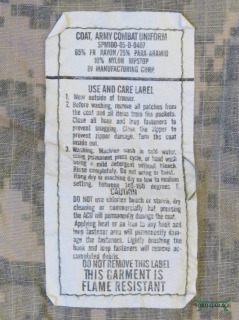 COAT, ARMY COMBAT UNIFORM
SPM100-05-D-0407
65% FR RAYON/25% PARA-ARAMID
10% NYLON RIPSTOP
DJ MANUFACTURING CORP
USE AND CARE LABEL
1. Wear outside of trouser.
2. Before washing, remove all patches from
the coat and all items from the pockets.
Close all hook and loop fasteners to
prevent snagging. Close the zipper to
prevent zipper damage. Turn the coat
inside out.
3. Washing. Machine wash in cold water,
using permanent press cycle, or hand wash
using a mild detergent without bleach.
Rinse completely. Do not wring or twist.
Hang dry or machine dry on low to medium
setting, between
CAUTION
DO NOT use chlorine bleach or starch, dry
cleaning or commercially hot pressing
the ACU will permanently damage the coat.
Applying heat or an iron to any hook and
loop fastener area will permanently dam-
age the fasteners. Lightly brushing the
hook and loop fasteners will remove ac-
cumulated debris.
DO NOT REMOVE THIS LABEL
THIS GARMENT IS
FLAME RESISTANT